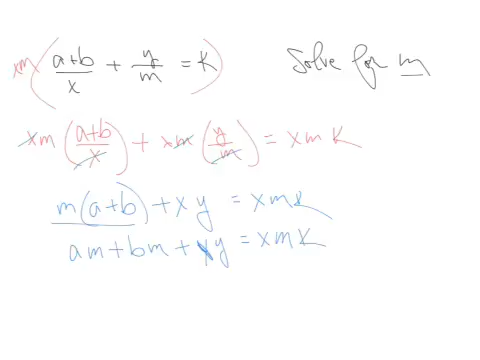 xm( (a+b)/x + y/m = K ) Solve for m
xm( (a+b)/x ) + xm( y/m ) = xmK
m(a+b) + xy = xmK
am + bm + xy = xmK